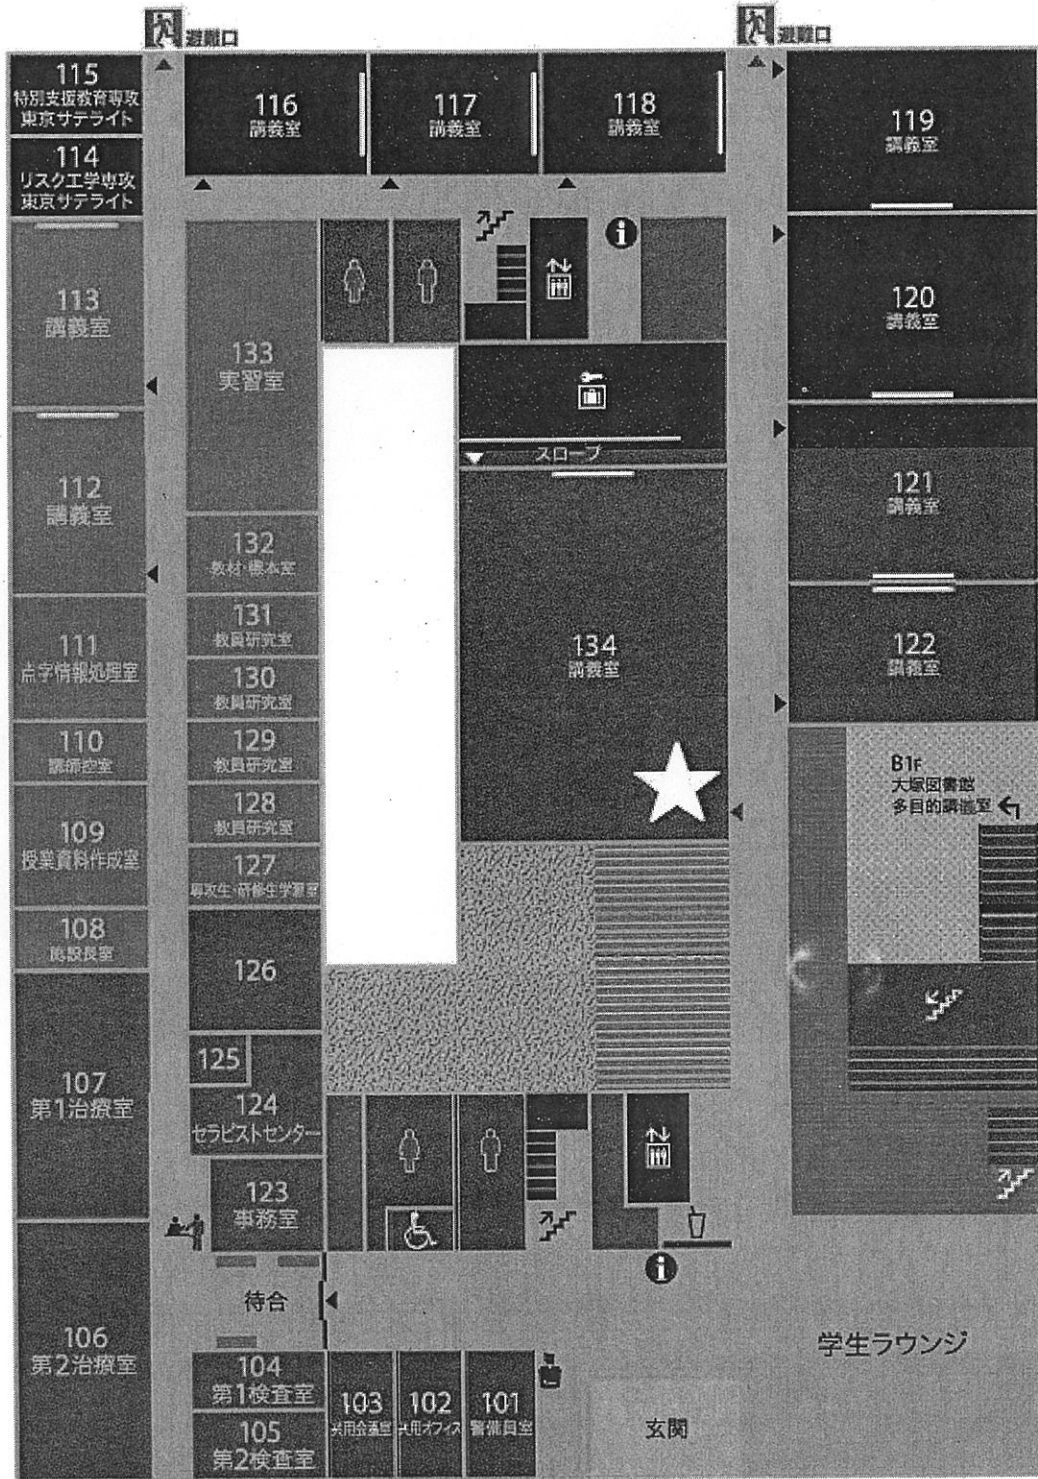 避難口
避難口
115
特別支援教育専攻
東京サテライト
116
講義室
117
講義室
118
講義室
119
講義室
114
リスク工学専攻
東京サテライト
113
講義室
133
実習室
120
講義室
スロープ
112
講義室
121
講義室
132
教材・標本室
131
教員研究室
111
点字情報処理室
134
講義室
122
講義室
130
教員研究室
110
講師控室
129
教員研究室
B1F
大塚図書館
多目的講義室
128
教員研究室
109
授業資料作成室
127
専攻生・研修生学習室
108
施設長室
126
125
107
第1治療室
124
セラピストセンター
123
事務室
待合
106
第2治療室
学生ラウンジ
104
第1検査室
103
共用会議室
102
共用オフィス
101
警備員室
105
第2検査室
玄関